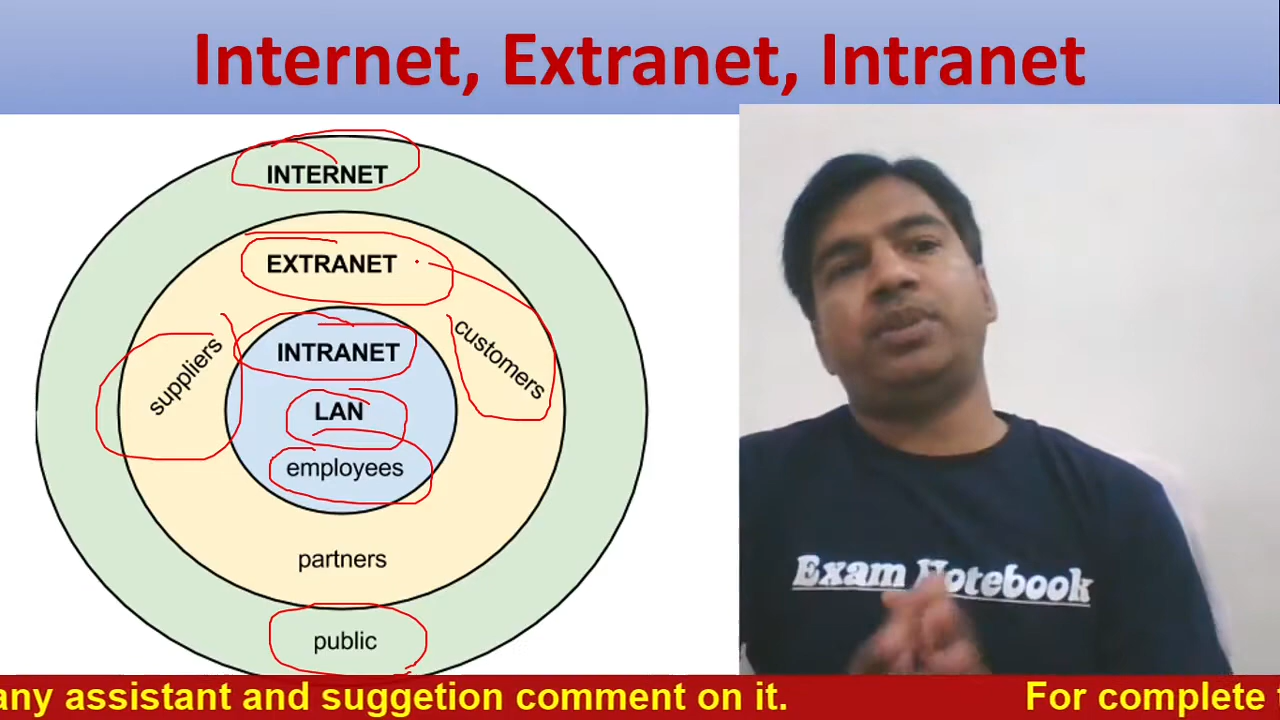 Internet, Extranet, Intranet
INTERNET
EXTRANET
suppliers
customers
INTRANET
LAN
employees
partners
public
Exam Notebook
any assistant and suggetion comment on it.
For complete